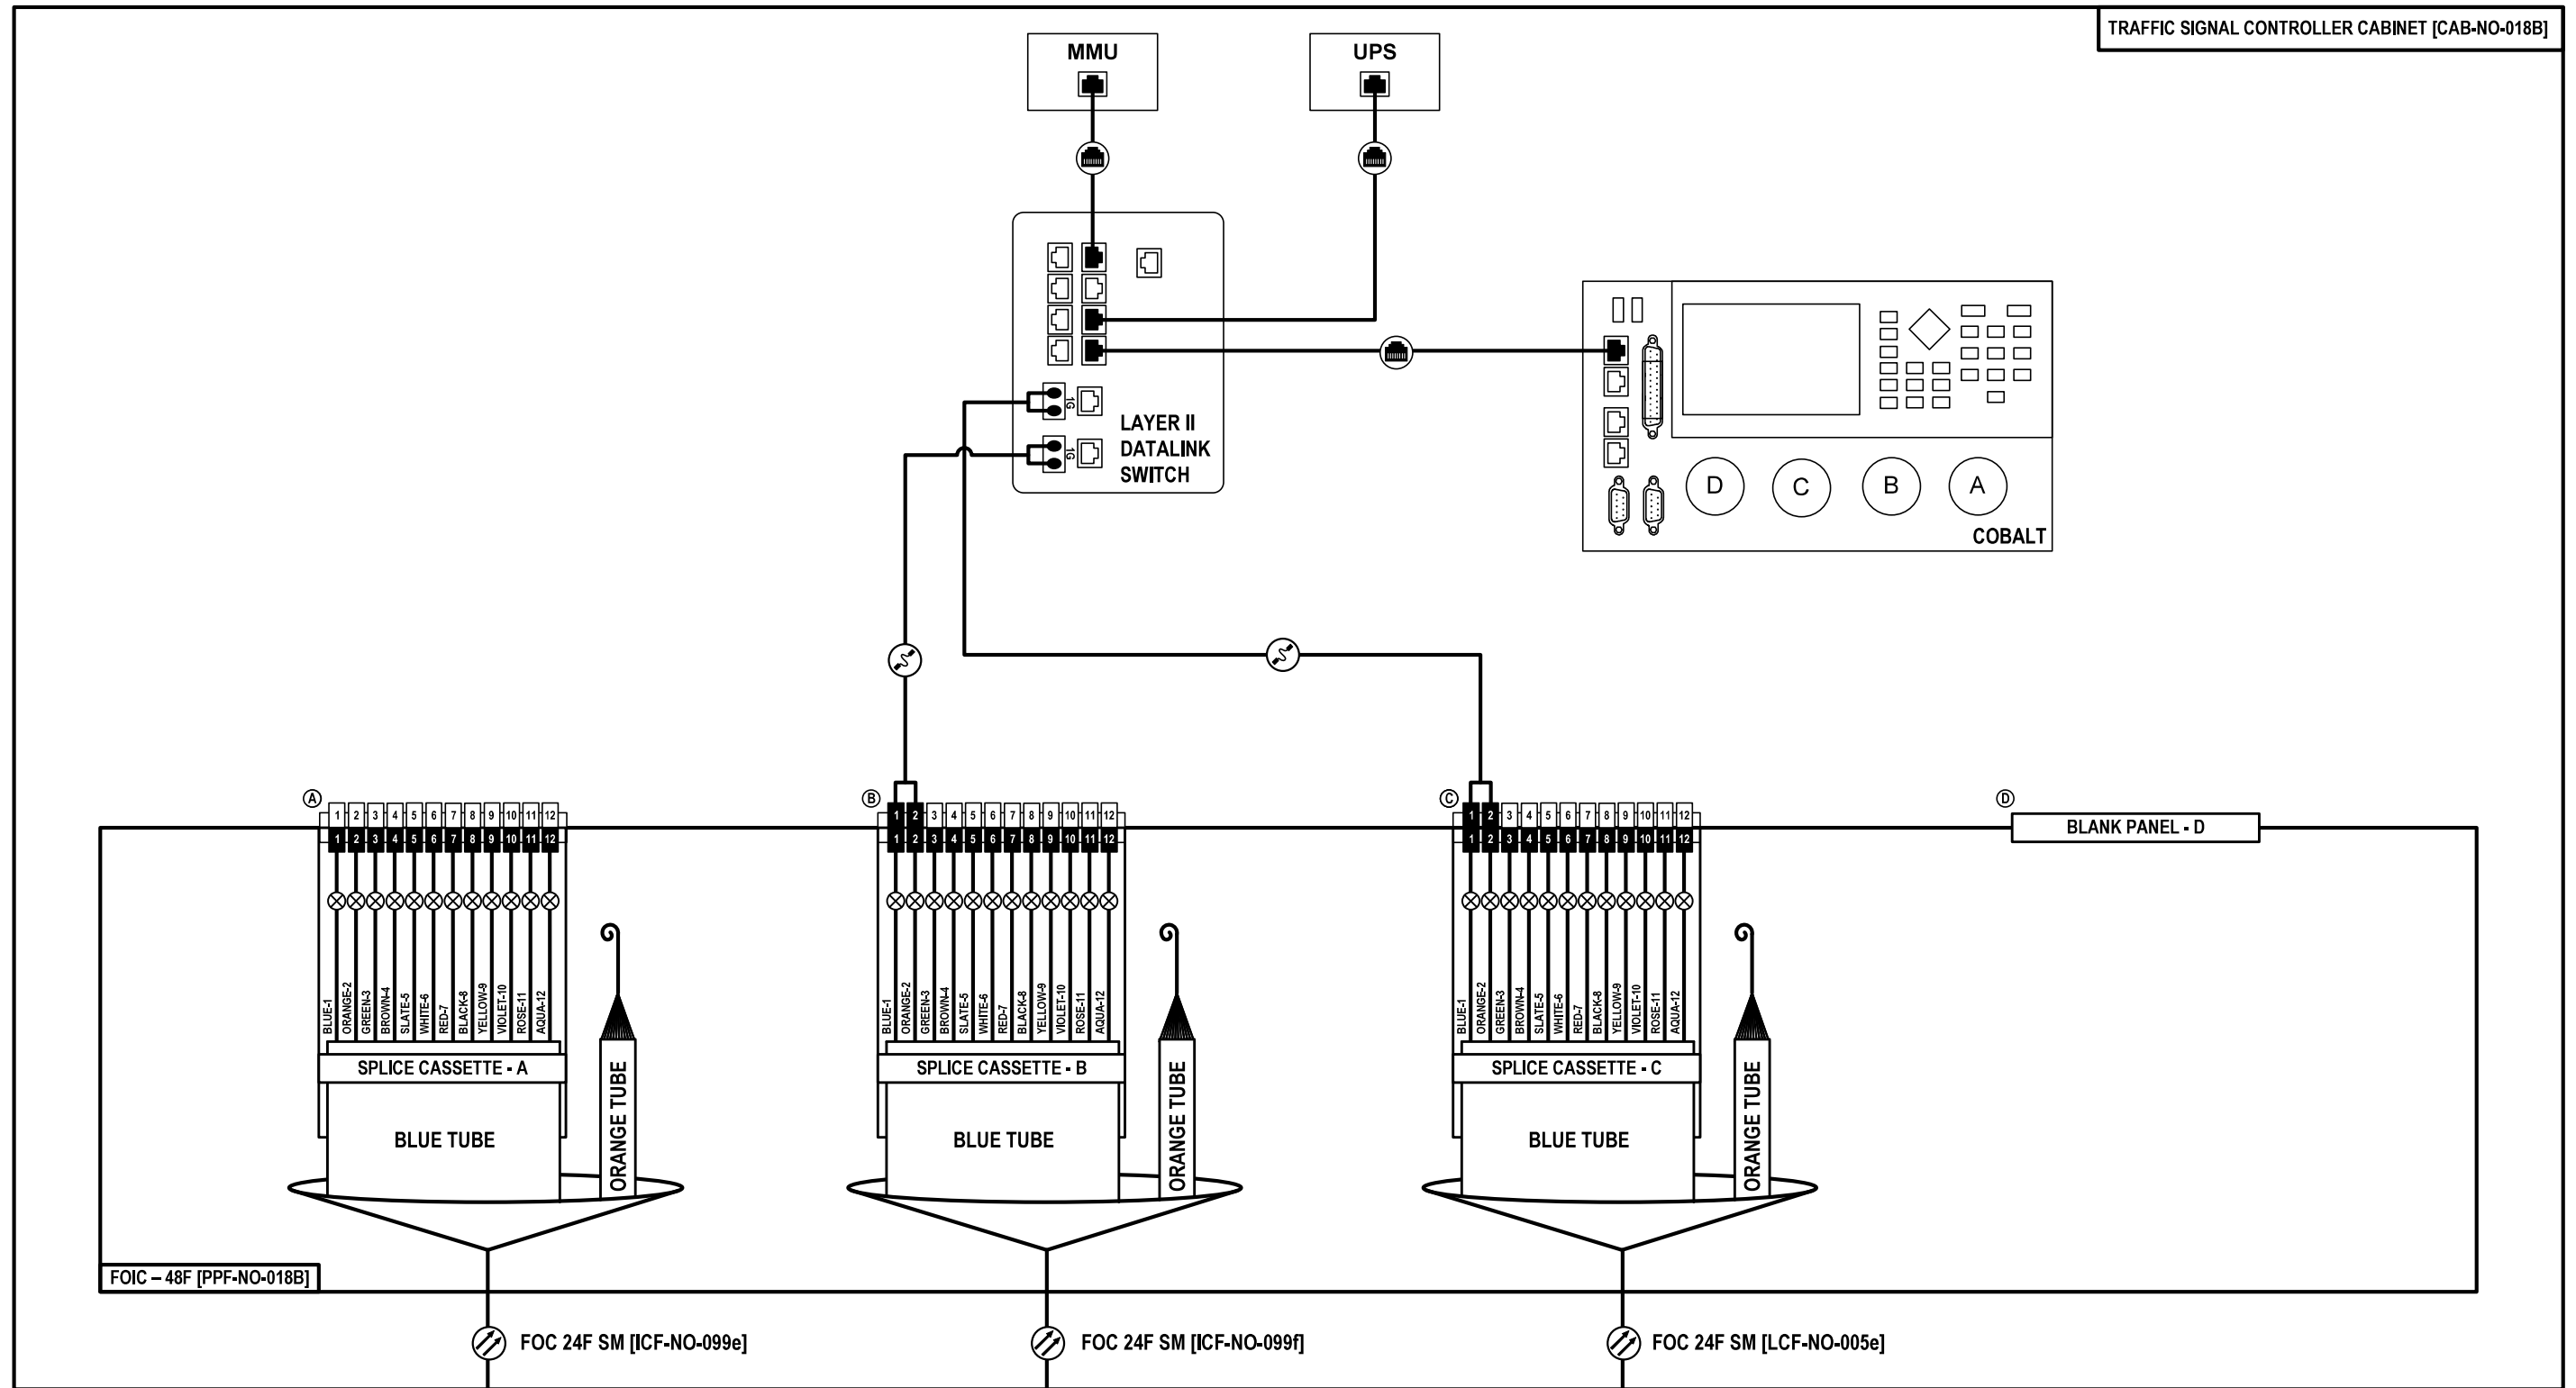 TRAFFIC SIGNAL CONTROLLER CABINET [CAB-NO-018B]
MMU
UPS
1G
1G
LAYER II
DATALINK
SWITCH
D
C
B
A
COBALT
A
1 2 3 4 5 6 7 8 9 10 11 12
1 2 3 4 5 6 7 8 9 10 11 12
BLUE-1
ORANGE-2
GREEN-3
BROWN-4
SLATE-5
WHITE-6
RED-7
BLACK-8
YELLOW-9
VIOLET-10
ROSE-11
AQUA-12
SPLICE CASSETTE - A
BLUE TUBE
ORANGE TUBE
B
1 2 3 4 5 6 7 8 9 10 11 12
1 2 3 4 5 6 7 8 9 10 11 12
BLUE-1
ORANGE-2
GREEN-3
BROWN-4
SLATE-5
WHITE-6
RED-7
BLACK-8
YELLOW-9
VIOLET-10
ROSE-11
AQUA-12
SPLICE CASSETTE - B
BLUE TUBE
ORANGE TUBE
C
1 2 3 4 5 6 7 8 9 10 11 12
1 2 3 4 5 6 7 8 9 10 11 12
BLUE-1
ORANGE-2
GREEN-3
BROWN-4
SLATE-5
WHITE-6
RED-7
BLACK-8
YELLOW-9
VIOLET-10
ROSE-11
AQUA-12
SPLICE CASSETTE - C
BLUE TUBE
ORANGE TUBE
D
BLANK PANEL - D
FOIC – 48F [PPF-NO-018B]
FOC 24F SM [ICF-NO-099e]
FOC 24F SM [ICF-NO-099f]
FOC 24F SM [LCF-NO-005e]